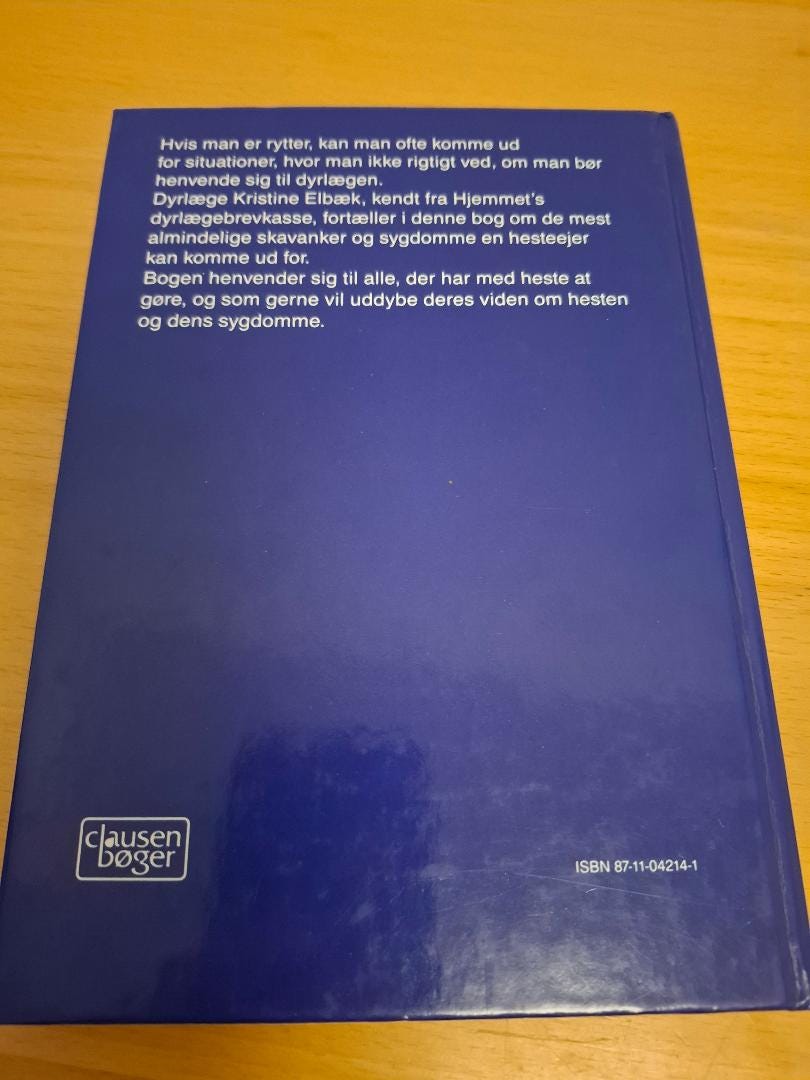 Hvis man er rytter, kan man ofte komme ud
for situationer, hvor man ikke rigtigt ved, om man bør
henvende sig til dyrlægen.
Dyrlæge Kristine Elbæk, kendt fra Hjemmet's
dyrlægebrevkasse, fortæller i denne bog om de mest
almindelige skavanker og sygdomme en hesteejer
kan komme ud for.
Bogen henvender sig til alle, der har med heste at
gøre, og som gerne vil uddybe deres viden om hesten
og dens sygdomme.
clausen
bøger
ISBN 87-11-04214-1